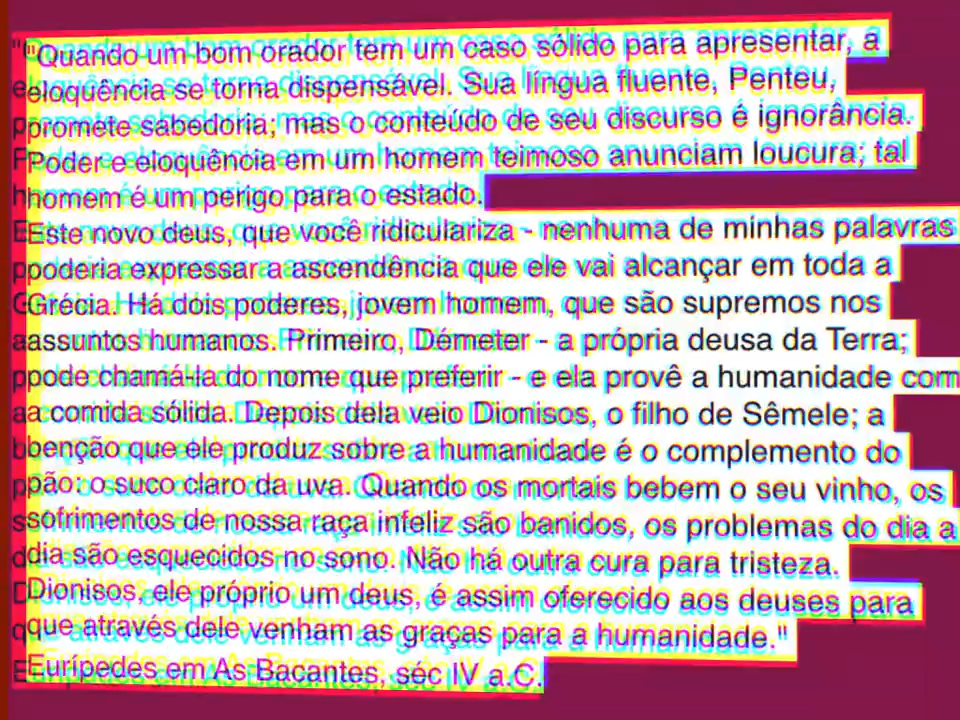 "Quando um bom orador tem um caso sólido para apresentar, a
eloquência se torna dispensável. Sua língua fluente, Penteu,
promete sabedoria; mas o conteúdo de seu discurso é ignorância.
Poder e eloquência em um homem teimoso anunciam loucura; tal
homem é um perigo para o estado.
Este novo deus, que você ridiculariza - nenhuma de minhas palavras
poderia expressar a ascendência que ele vai alcançar em toda a
Grécia. Há dois poderes, jovem homem, que são supremos nos
assuntos humanos. Primeiro, Démeter - a própria deusa da Terra;
pode chamá-la do nome que preferir - e ela provê a humanidade com
a comida sólida. Depois dela veio Dionisos, o filho de Sêmele; a
benção que ele produz sobre a humanidade é o complemento do
pão: o suco claro da uva. Quando os mortais bebem o seu vinho, os
sofrimentos de nossa raça infeliz são banidos, os problemas do dia a
dia são esquecidos no sono. Não há outra cura para tristeza.
Dionisos, ele próprio um deus, é assim oferecido aos deuses para
que através dele venham as graças para a humanidade."
Eurípedes em As Bacantes, séc IV a.C.